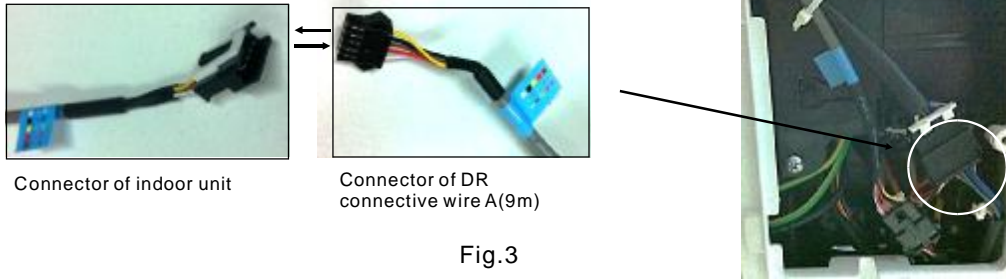 Connector of indoor unit
Connector of DR
connective wire A(9m)
Fig.3